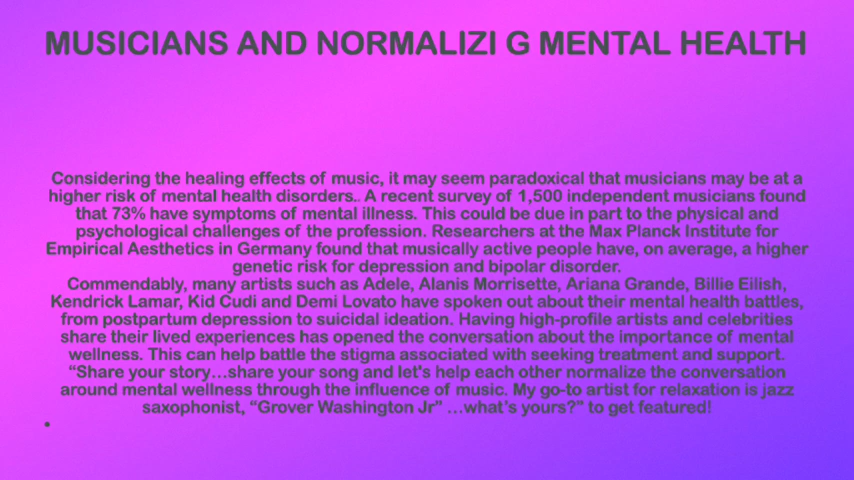 MUSICIANS AND NORMALIZI G MENTAL HEALTH
Considering the healing effects of music, it may seem paradoxical that musicians may be at a
higher risk of mental health disorders.. A recent survey of 1,500 independent musicians found
that 73% have symptoms of mental illness. This could be due in part to the physical and
psychological challenges of the profession. Researchers at the Max Planck Institute for
Empirical Aesthetics in Germany found that musically active people have, on average, a higher
genetic risk for depression and bipolar disorder.
Commendably, many artists such as Adele, Alanis Morrisette, Ariana Grande, Billie Eilish,
Kendrick Lamar, Kid Cudi and Demi Lovato have spoken out about their mental health battles,
from postpartum depression to suicidal ideation. Having high-profile artists and celebrities
share their lived experiences has opened the conversation about the importance of mental
wellness. This can help battle the stigma associated with seeking treatment and support.
“Share your story…share your song and let's help each other normalize the conversation
around mental wellness through the influence of music. My go-to artist for relaxation is jazz
saxophonist, “Grover Washington Jr” …what’s yours?” to get featured!
•